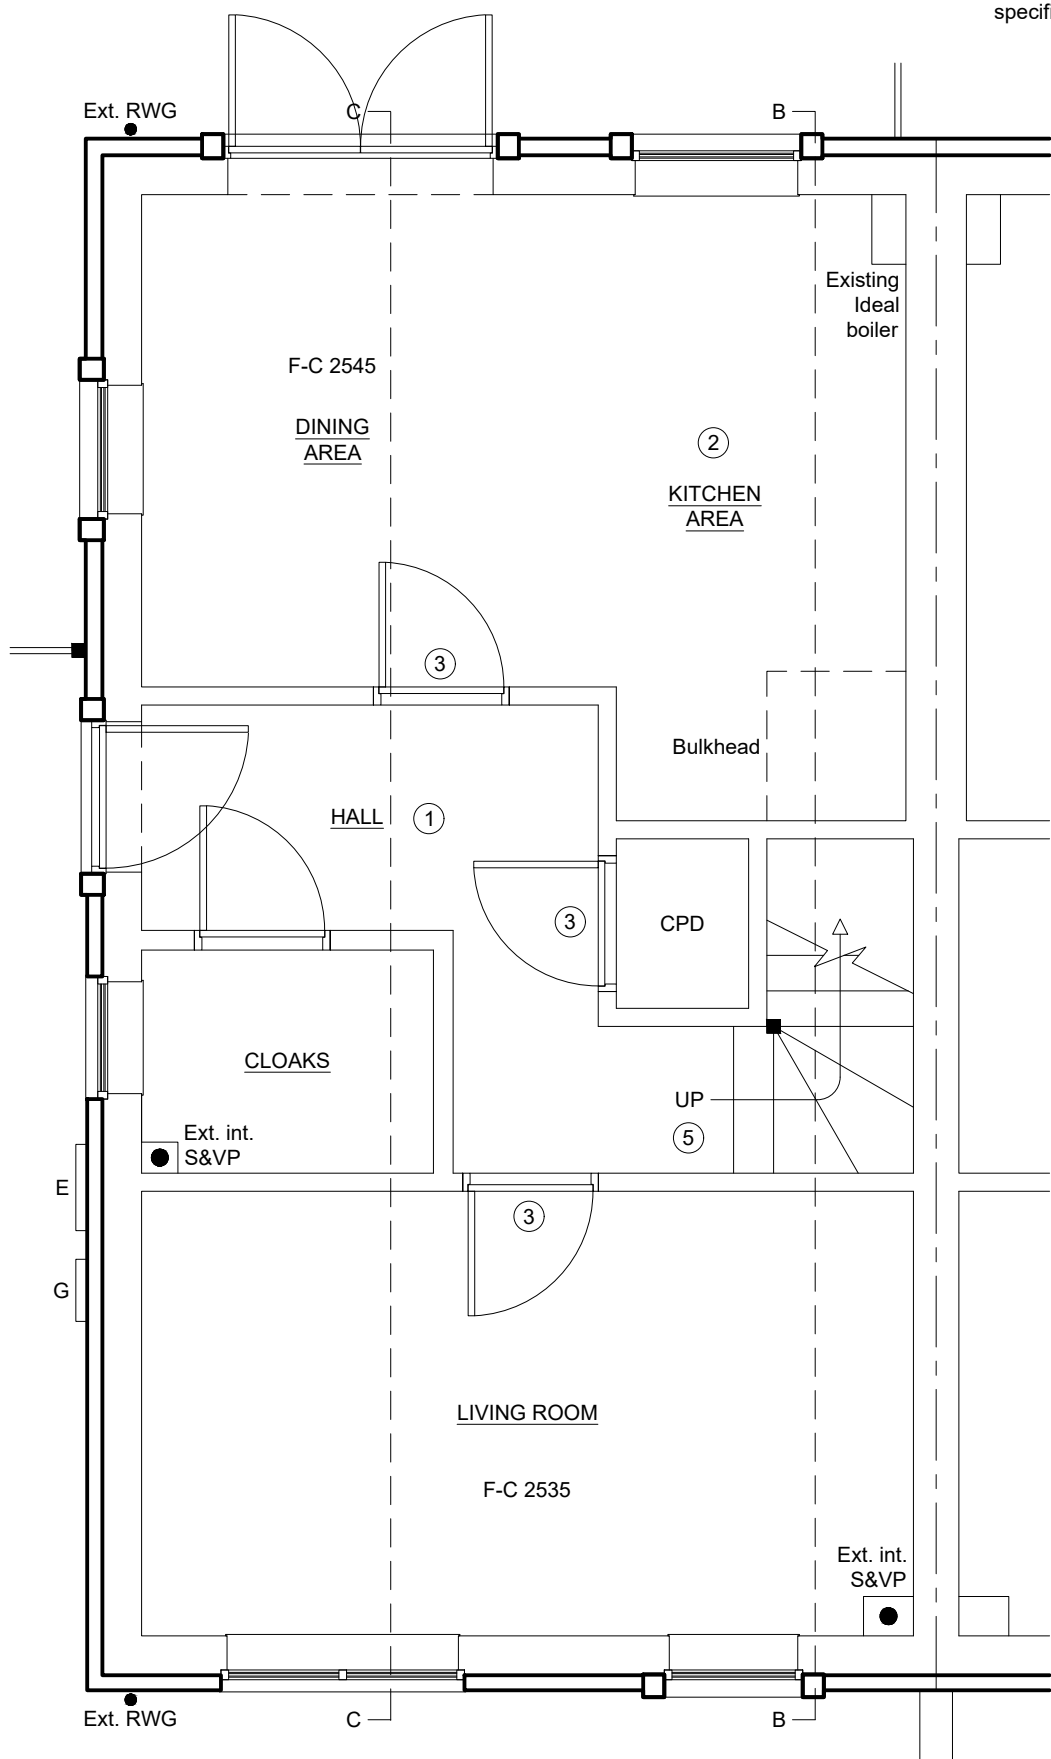 specifi
Ext. RWG
C
B
Existing
Ideal
boiler
F-C 2545
DINING
AREA
2
KITCHEN
AREA
3
Bulkhead
HALL
1
3
CPD
CLOAKS
UP
5
Ext. int.
S&VP
E
3
G
LIVING ROOM
F-C 2535
Ext. int.
S&VP
Ext. RWG
C
B